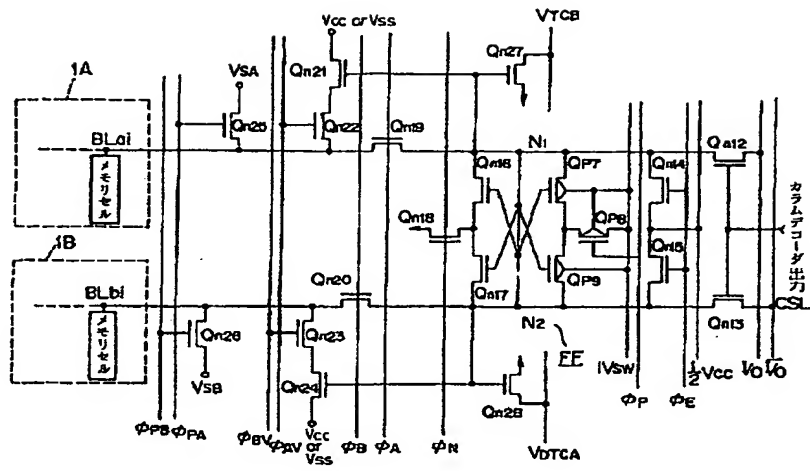 VCC or VSS
VTCB
1A
VSA
Qn21
Qn27
Qn25
Qn22
Qn19
N1
Qn12
BLai
メモリセル
Qn16
QP7
Qn14
Qn18
QP8
カラムデコーダ出力
1B
Qn20
Qn17
QP9
Qn15
BLbi
CSL
N2
Qn13
メモリセル
Qn26
Qn23
FF
VSB
Qn24
Qn28
VSW
1/2 VCC
I/O
I/O
φP
φE
φPB
φPA
φBV
φAV
VCC
or
VSS
φB
φA
φN
VDTCA